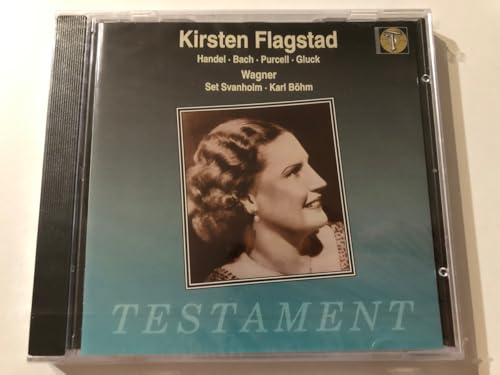 Kirsten Flagstad
Handel · Bach · Purcell · Gluck
Wagner
Set Svanholm · Karl Böhm
T
TESTAMENT